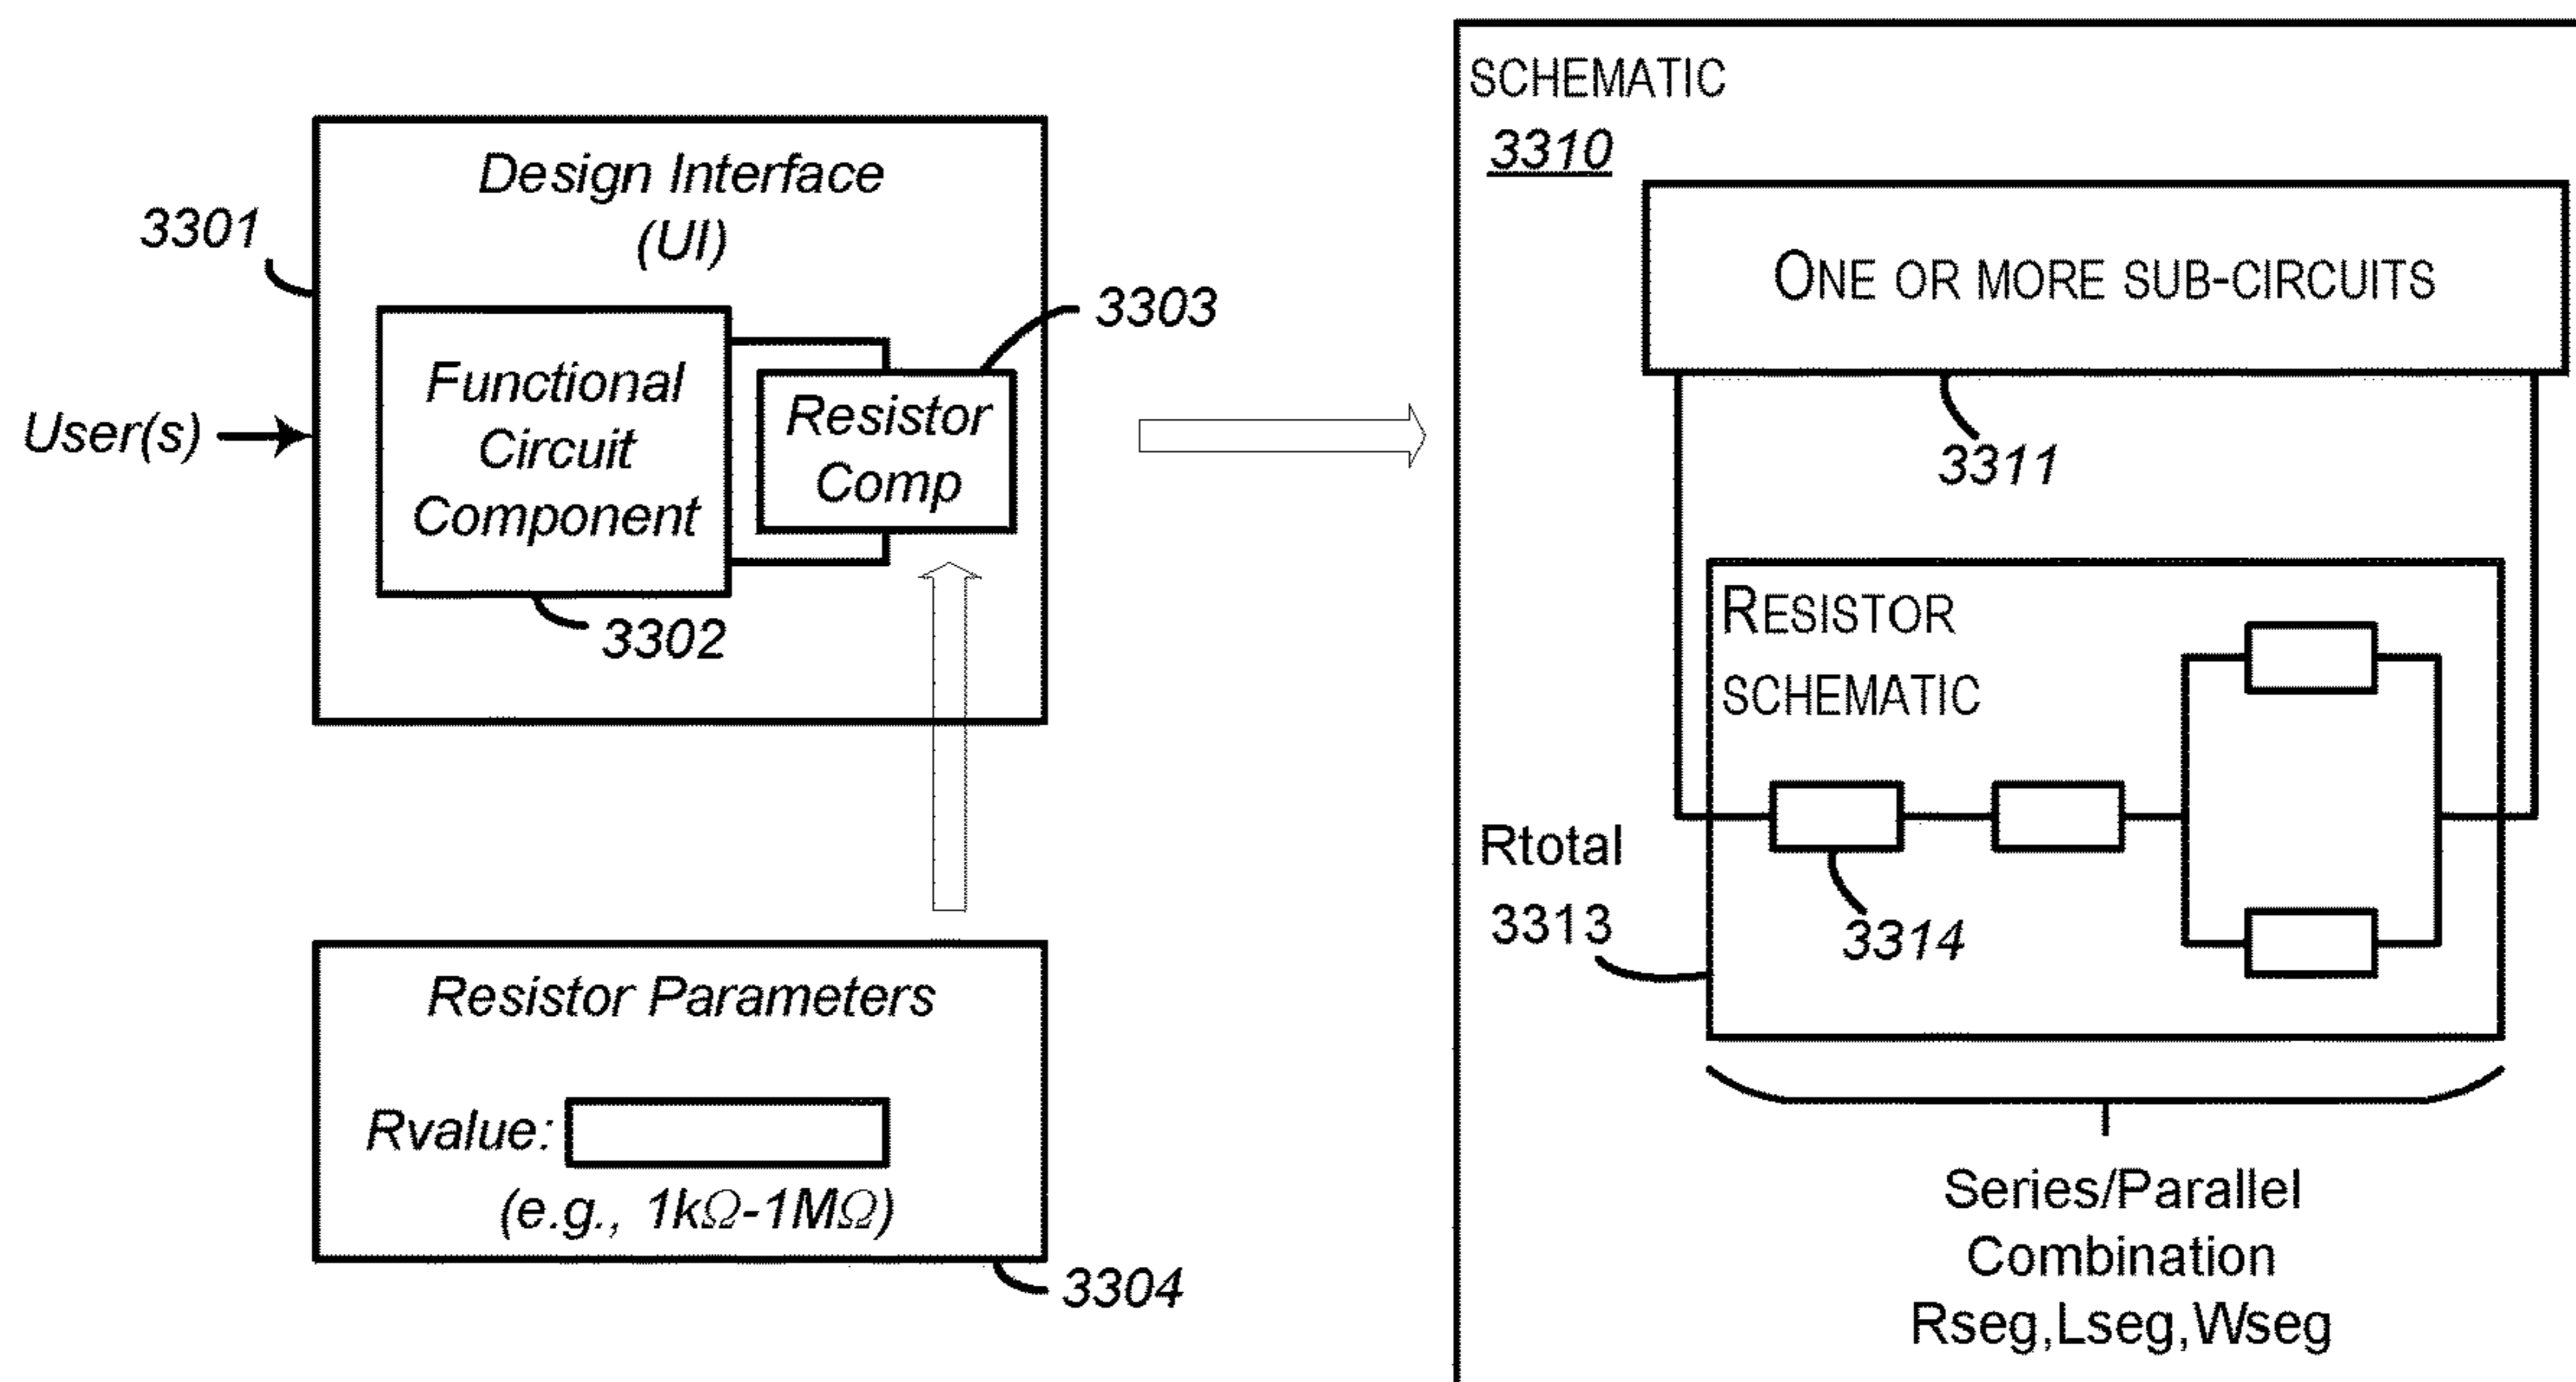 Design Interface
(UI)
3301
3303
Functional
Circuit
Component
Resistor
Comp
User(s)
3302
Resistor Parameters
Rvalue:
(e.g., 1kΩ-1MΩ)
3304
SCHEMATIC
3310
ONE OR MORE SUB-CIRCUITS
3311
RESISTOR
SCHEMATIC
Rtotal
3313
3314
Series/Parallel
Combination
Rseg,Lseg,Wseg